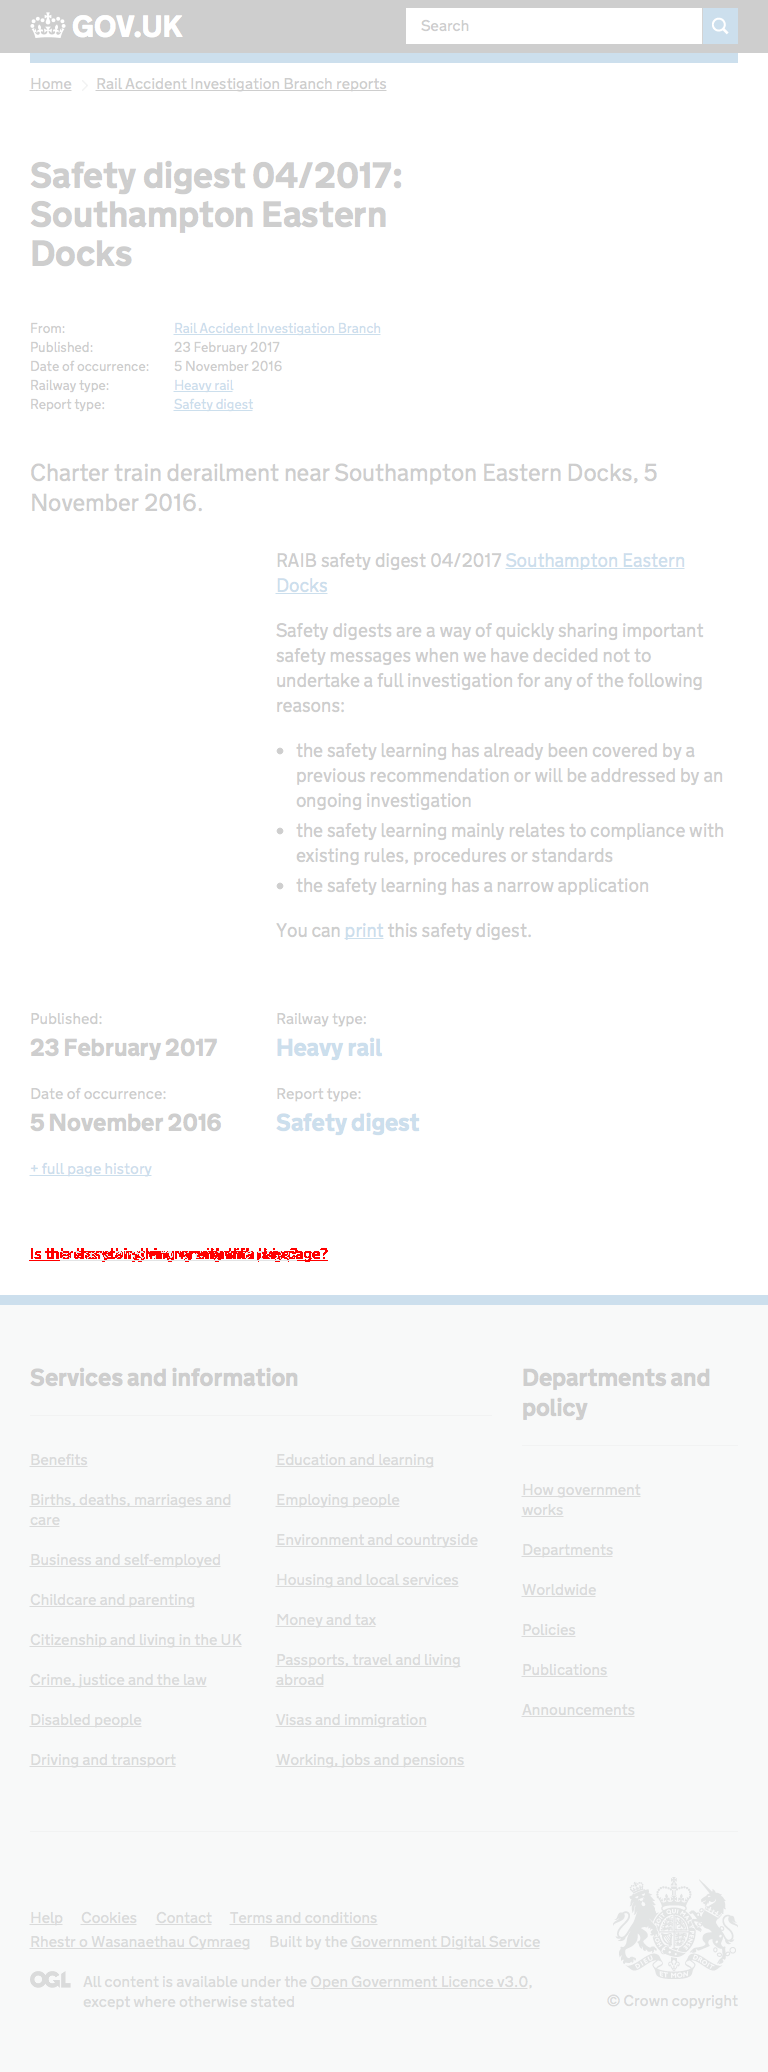 GOV.UK
Search
Home
Rail Accident Investigation Branch reports
Safety digest 04/2017:
Southampton Eastern
Docks
From: Rail Accident Investigation Branch
Published: 23 February 2017
Date of occurrence: 5 November 2016
Railway type: Heavy rail
Report type: Safety digest
Charter train derailment near Southampton Eastern Docks, 5
November 2016.
RAIB safety digest 04/2017 Southampton Eastern
Docks
Safety digests are a way of quickly sharing important
safety messages when we have decided not to
undertake a full investigation for any of the following
reasons:
• the safety learning has already been covered by a
previous recommendation or will be addressed by an
ongoing investigation
• the safety learning mainly relates to compliance with
existing rules, procedures or standards
• the safety learning has a narrow application
You can print this safety digest.
Published:
23 February 2017
Railway type:
Heavy rail
Date of occurrence:
5 November 2016
Report type:
Safety digest
+ full page history
Is
Services and information
Benefits
Births, deaths, marriages and
care
Business and self-employed
Childcare and parenting
Citizenship and living in the UK
Crime, justice and the law
Disabled people
Driving and transport
Education and learning
Employing people
Environment and countryside
Housing and local services
Money and tax
Passports, travel and living
abroad
Visas and immigration
Working, jobs and pensions
Departments and
policy
How government
works
Departments
Worldwide
Policies
Publications
Announcements
Help Cookies Contact Terms and conditions
Rhestr o Wasanaethau Cymraeg Built by the Government Digital Service
OGL
All content is available under the Open Government Licence v3.0,
except where otherwise stated
© Crown copyright